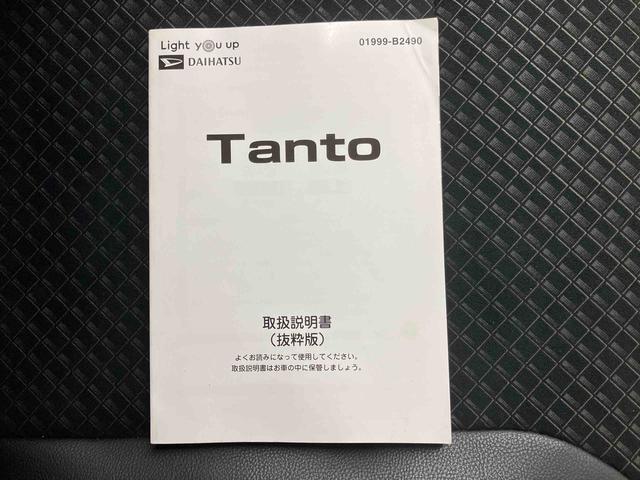 Light you up
DAIHATSU
01999-B2490
Tanto
取扱説明書
（抜粋版）
よくお読みになって使用してください。
取扱説明書はお車の中に保管しましょう。